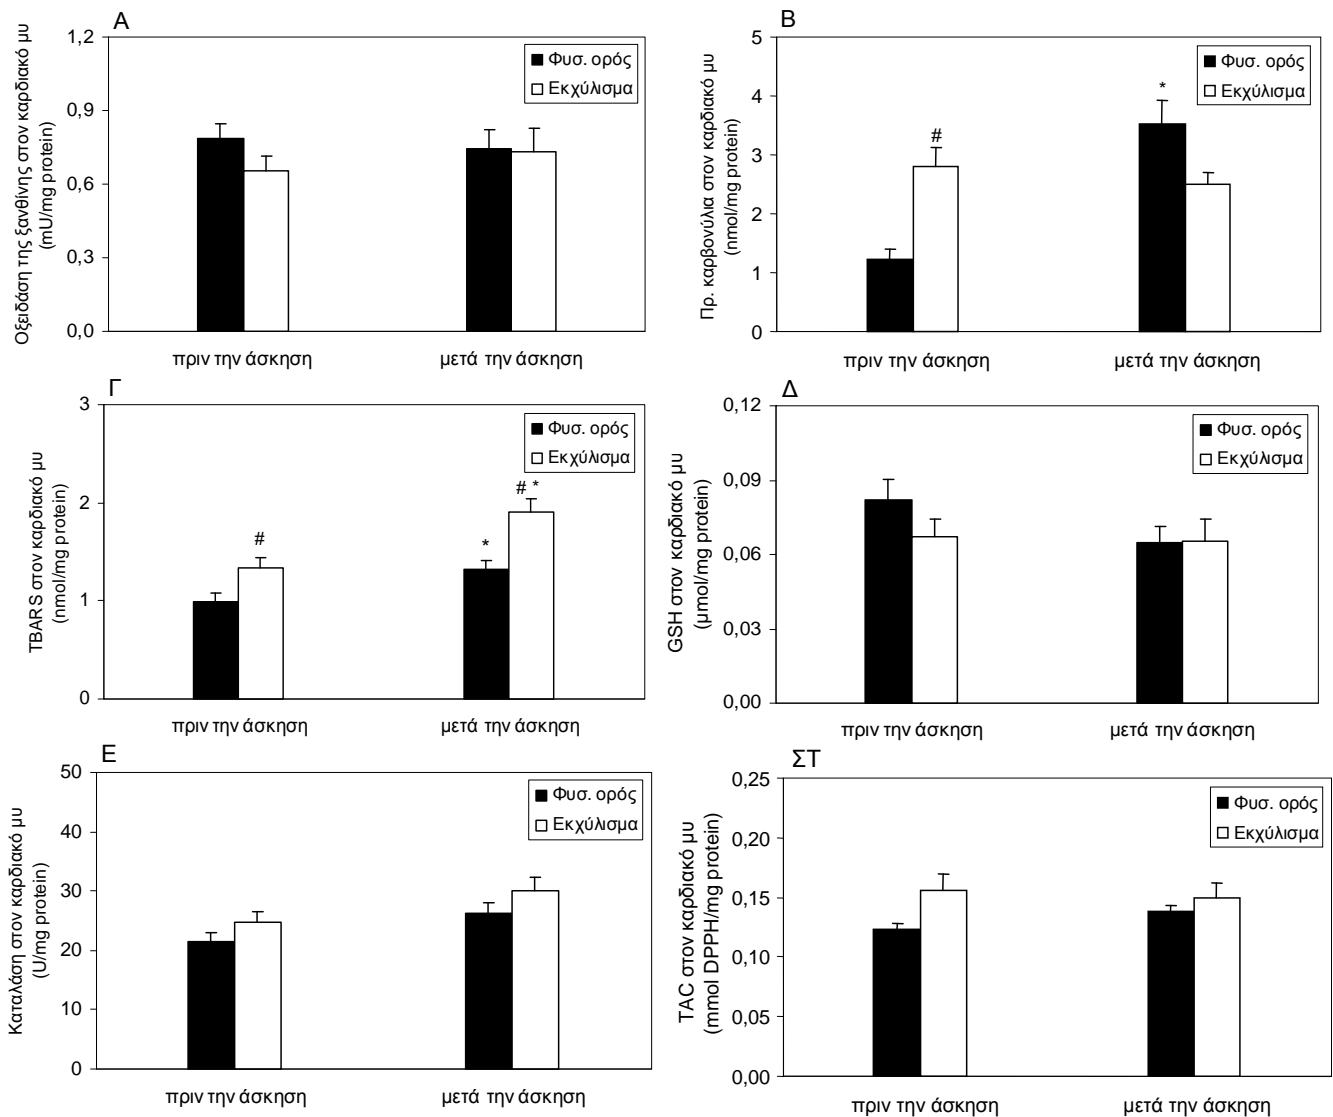 Α
Οξειδάση της ξανθίνης στον καρδιακό μυ
(mU/mg protein)
1,2
0,9
0,6
0,3
0,0
Φυσ. ορός
Εκχύλισμα
πριν την άσκηση
μετά την άσκηση
Β
Πρ. καρβονύλια στον καρδιακό μυ
(nmol/mg protein)
5
4
3
2
1
0
Φυσ. ορός
Εκχύλισμα
#
*
πριν την άσκηση
μετά την άσκηση
Γ
TBARS στον καρδιακό μυ
(nmol/mg protein)
3
2
1
0
Φυσ. ορός
Εκχύλισμα
#
*
# *
πριν την άσκηση
μετά την άσκηση
Δ
GSH στον καρδιακό μυ
(μmol/mg protein)
0,12
0,09
0,06
0,03
0,00
Φυσ. ορός
Εκχύλισμα
πριν την άσκηση
μετά την άσκηση
Ε
Καταλάση στον καρδιακό μυ
(U/mg protein)
50
40
30
20
10
0
Φυσ. ορός
Εκχύλισμα
πριν την άσκηση
μετά την άσκηση
ΣΤ
TAC στον καρδιακό μυ
(mmol DPPH/mg protein)
0,25
0,20
0,15
0,10
0,05
0,00
Φυσ. ορός
Εκχύλισμα
πριν την άσκηση
μετά την άσκηση